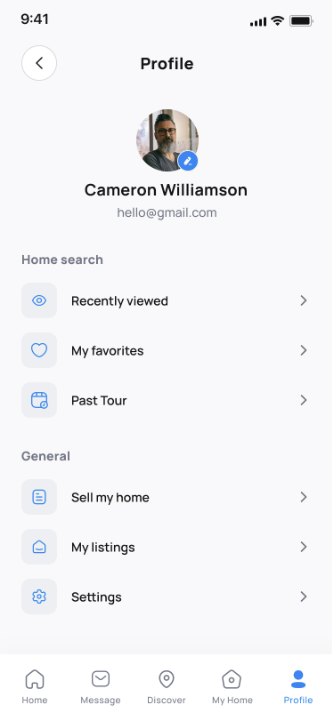 9:41
Profile
Cameron Williamson
hello@gmail.com
Home search
Recently viewed
My favorites
Past Tour
General
Sell my home
My listings
Settings
Home
Message
Discover
My Home
Profile